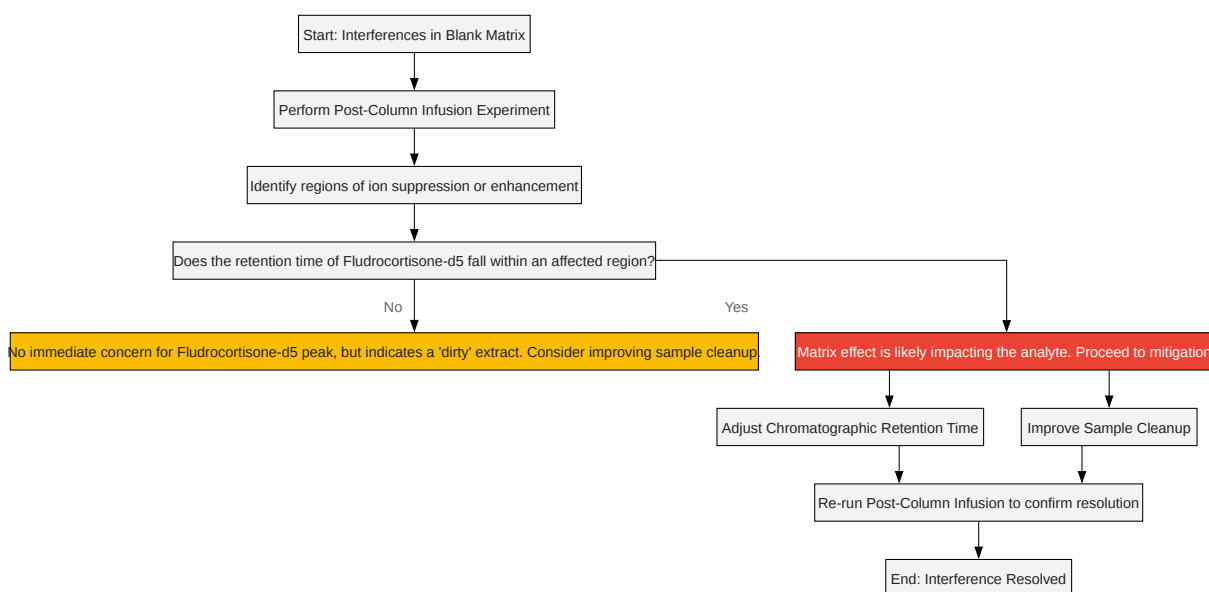 Start: Interferences in Blank Matrix
Perform Post-Column Infusion Experiment
Identify regions of ion suppression or enhancement
Does the retention time of Fludrocortisone-d5 fall within an affected region?
No
Yes
No immediate concern for Fludrocortisone-d5 peak, but indicates a 'dirty' extract. Consider improving sample cleanup.
Matrix effect is likely impacting the analyte. Proceed to mitigation
Adjust Chromatographic Retention Time
Improve Sample Cleanup
Re-run Post-Column Infusion to confirm resolution
End: Interference Resolved